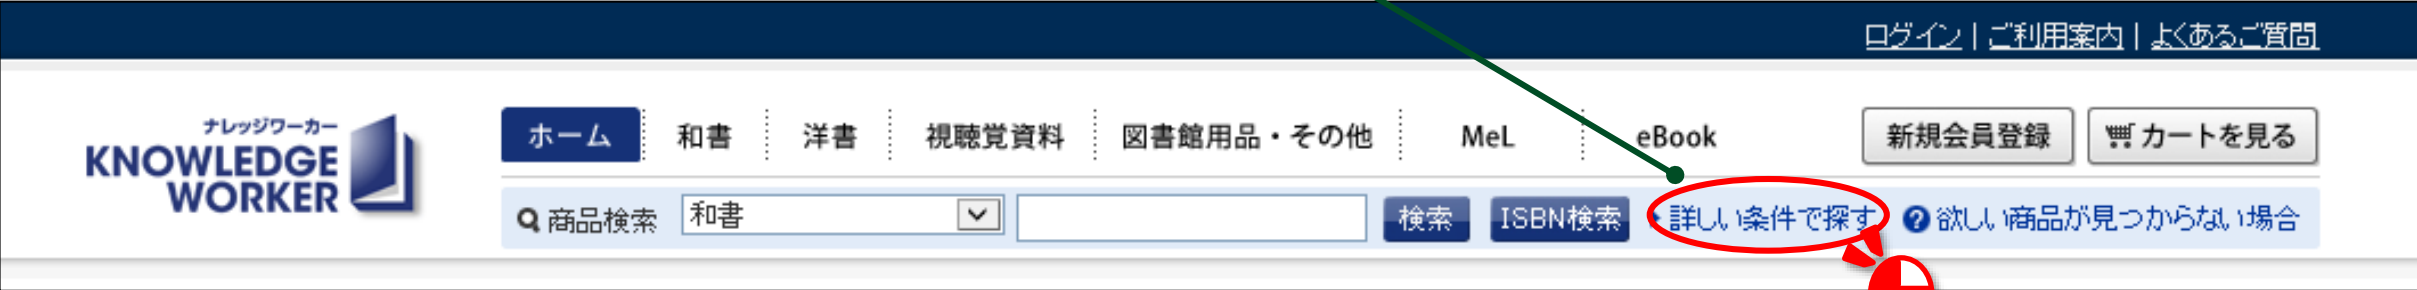 ログイン | ご利用案内 | よくあるご質問
ナレッジワーカー
KNOWLEDGE
WORKER
ホーム 和書 洋書 視聴覚資料 図書館用品・その他 MeL eBook 新規会員登録 カートを見る
商品検索 和書 検索 ISBN検索 詳しい条件で探す ? 欲しい商品が見つからない場合